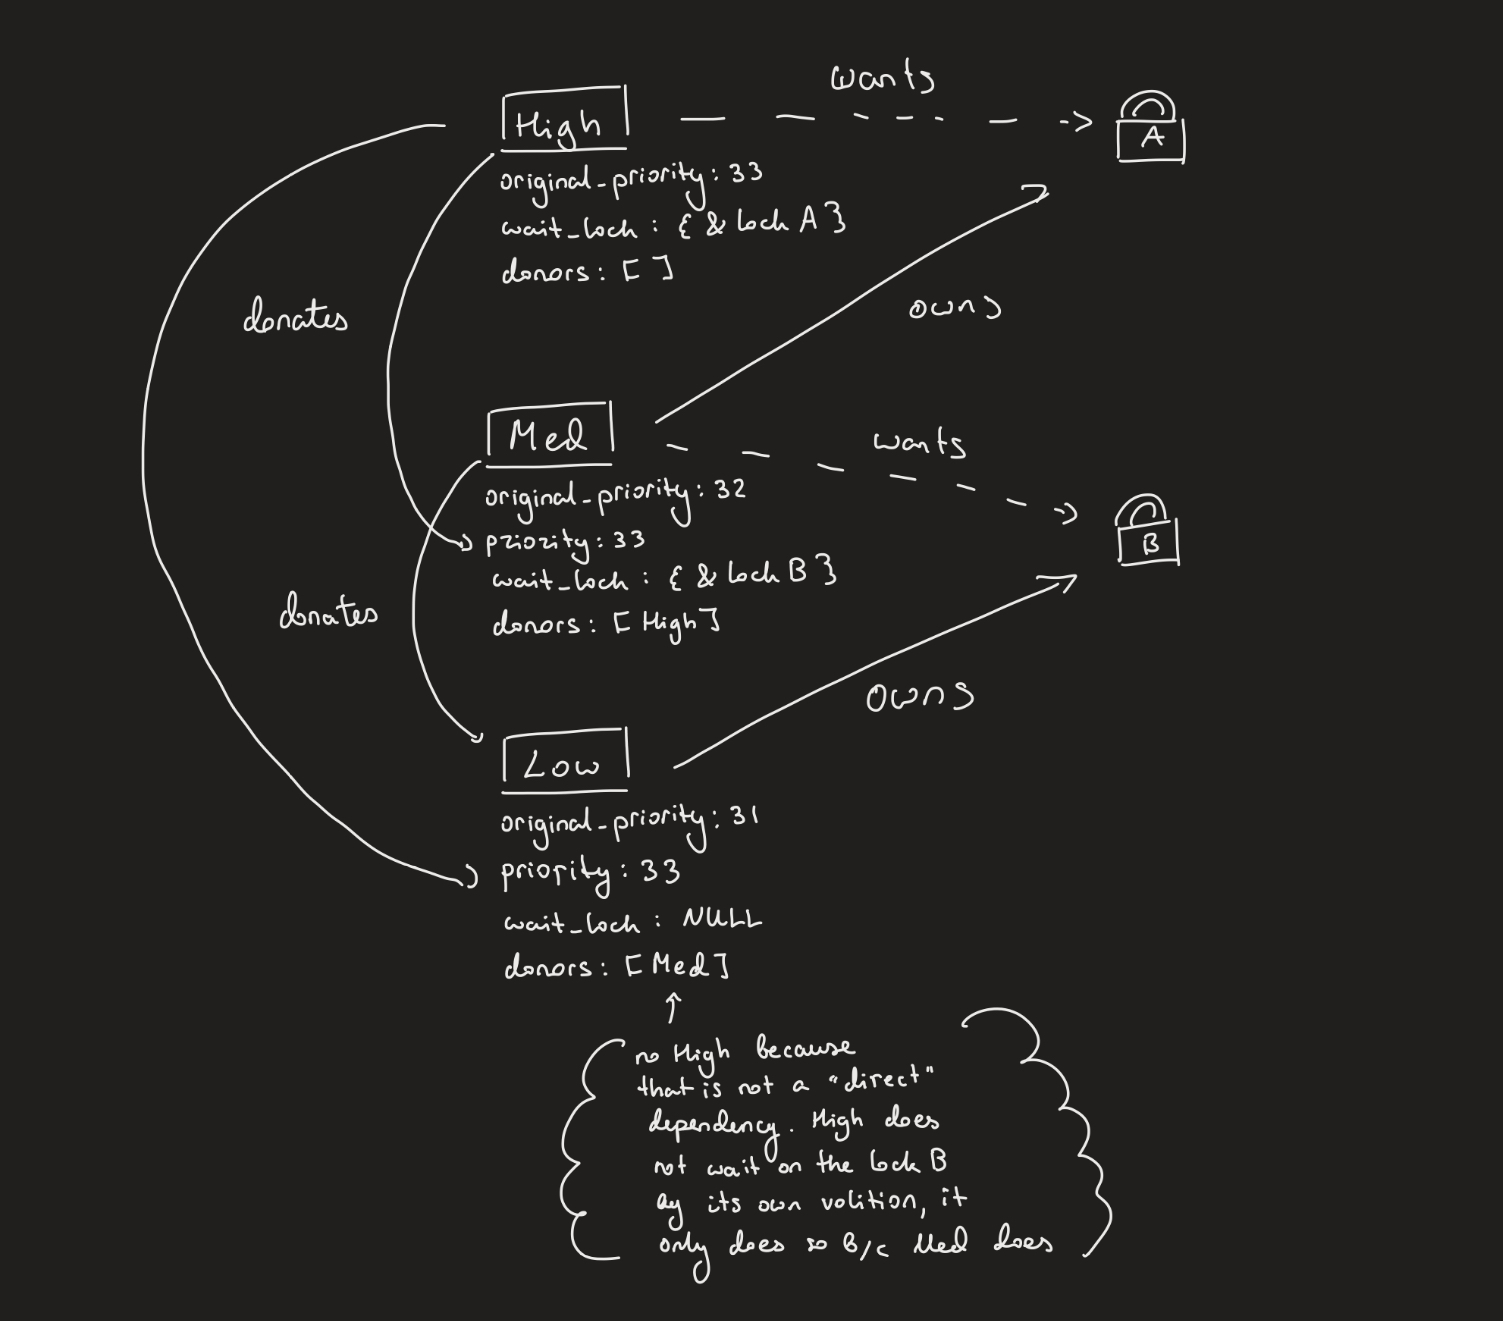 wants
High
A
original_priority: 33
wait_lock : { & lock A }
donors: [ ]
donates
owns
Med
wants
original_priority: 32
priority: 33
B
wait_lock : { & lock B }
donors: [ High ]
donates
owns
Low
original_priority: 31
priority: 33
wait_lock : NULL
donors: [ Med ]
no High because
that is not a "direct"
dependency. High does
not wait on the lock B
by its own volition, it
only does so B/c Med does